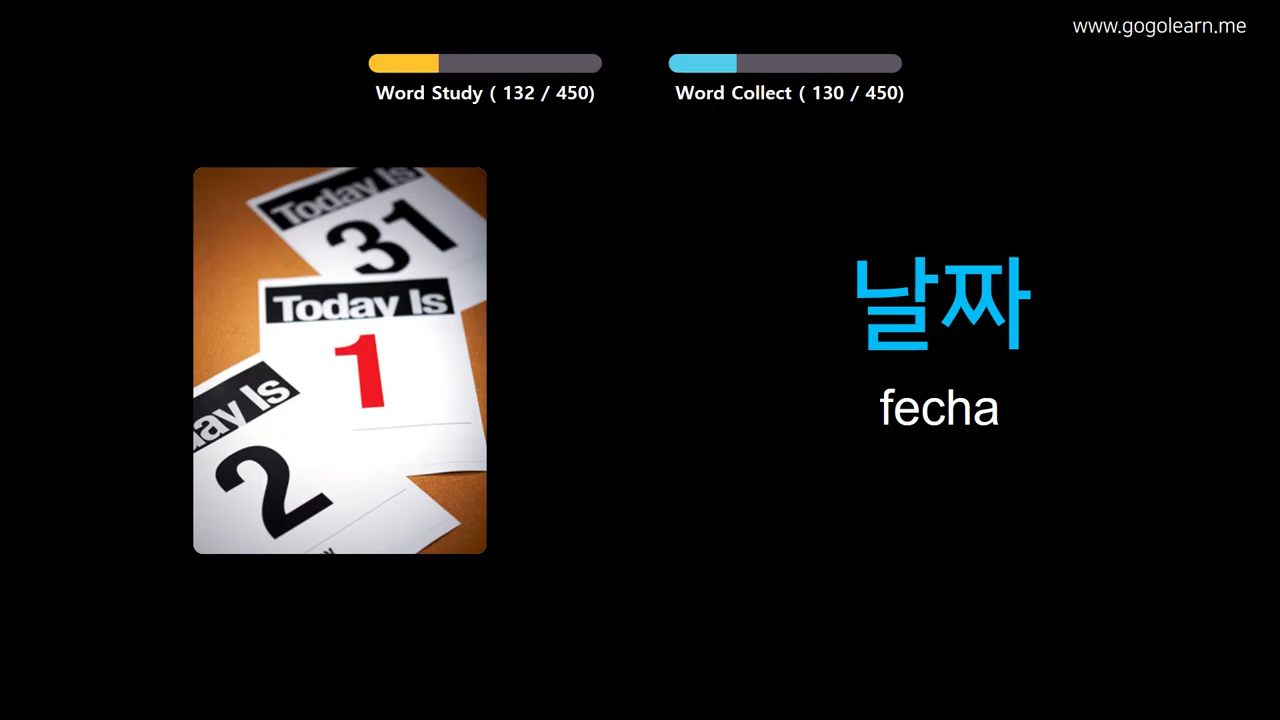 www.gogolearn.me
Word Study ( 132 / 450)
Word Collect ( 130 / 450)
Today Is
31
Today Is
1
ay Is
2
날짜
fecha